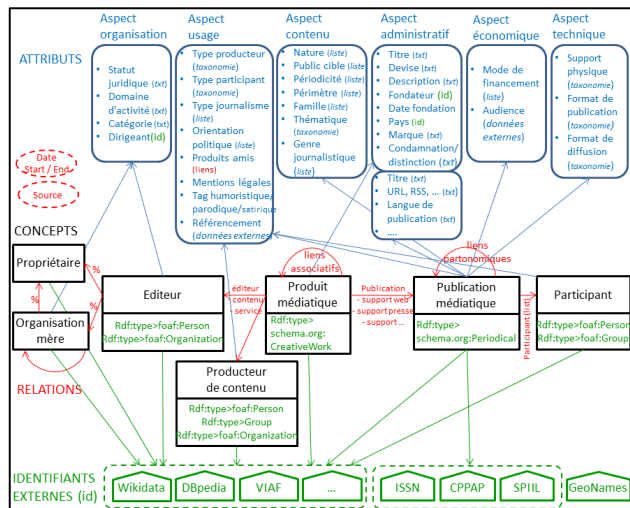 Aspect
organisation
Aspect
usage
Aspect
contenu
Aspect
administratif
Aspect
économique
Aspect
technique
ATTRIBUTS
• Statut
juridique (txt)
• Domaine
d'activité (txt)
• Catégorie (txt)
• Dirigeant(id)
• Type producteur
(taxonomie)
• Type participant
(taxonomie)
• Type journalisme
(liste)
• Orientation
politique (liste)
• Produits amis
(liens)
• Mentions légales
• Tag humoristique/
parodique/satirique
• Référencement
(données externes)
• Nature (liste)
• Public cible (liste)
• Périodicité (liste)
• Périmètre (liste)
• Famille (liste)
• Thématique
(taxonomie)
• Genre
journalistique
(liste)
• Titre (txt)
• Devise (txt)
• Description (txt)
• Fondateur (id)
• Date fondation
• Pays (id)
• Marque (txt)
• Condamnation/
distinction (txt)
• Titre (txt)
• URL, RSS, ... (txt)
• Langue de
publication (txt)
• ....
• Mode de
financement
(liste)
• Audience
(données
externes)
• Support
physique
(taxonomie)
• Format de
publication
(taxonomie)
• Format de
diffusion
(taxonomie)
Date
Start / End
Source
CONCEPTS
Propriétaire
%
%
%
Organisation
mère
RELATIONS
Editeur
Rdf:type>foaf:Person
Rdf:type>foaf:Organization
- éditeur
- contenu
- service
liens
associatifs
Produit
médiatique
Rdf:type>
schema.org:
CreativeWork
Publication
- support web
- support presse
- support ...
liens
partonomiques
Publication
médiatique
Rdf:type>
schema.org:Periodical
Participant (list)
Participant
Rdf:type>foaf:Person
Rdf:type>foaf:Group
Producteur
de contenu
Rdf:type>foaf:Person
Rdf:type>Group
Rdf:type>foaf:Organization
IDENTIFIANTS
EXTERNES (id)
Wikidata
DBpedia
VIAF
...
ISSN
CPPAP
SPIIL
GeoNames